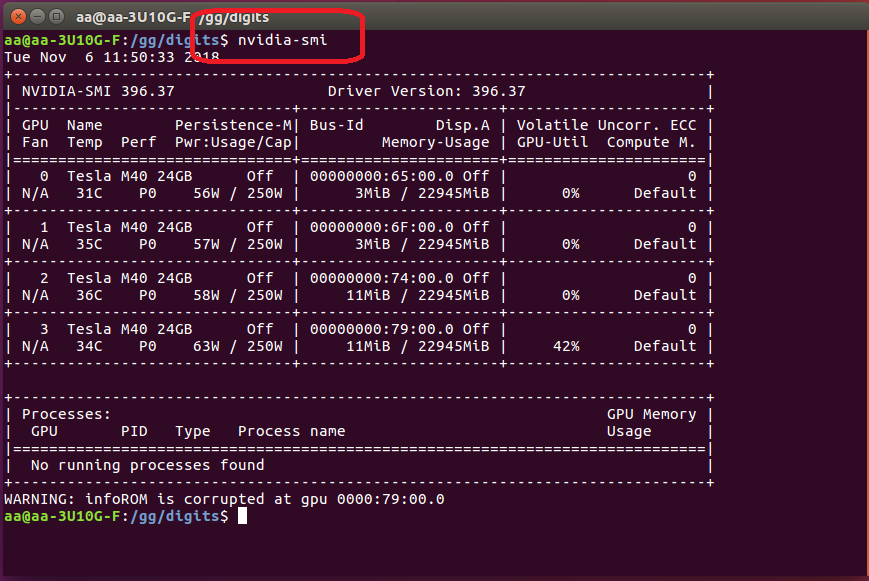 aa@aa-3U10G-F: /gg/digits
aa@aa-3U10G-F:/gg/digits$ nvidia-smi
Tue Nov  6 11:50:33 2018
+-----------------------------------------------------------------------------+
| NVIDIA-SMI 396.37                 Driver Version: 396.37                    |
|-------------------------------+----------------------+----------------------+
| GPU  Name        Persistence-M| Bus-Id        Disp.A | Volatile Uncorr. ECC |
| Fan  Temp  Perf  Pwr:Usage/Cap|         Memory-Usage | GPU-Util  Compute M. |
|===============================+======================+======================|
|   0  Tesla M40 24GB      Off  | 00000000:65:00.0 Off |                    0 |
| N/A   31C    P0    56W / 250W |      3MiB / 22945MiB |      0%      Default |
+-------------------------------+----------------------+----------------------+
|   1  Tesla M40 24GB      Off  | 00000000:6F:00.0 Off |                    0 |
| N/A   35C    P0    57W / 250W |      3MiB / 22945MiB |      0%      Default |
+-------------------------------+----------------------+----------------------+
|   2  Tesla M40 24GB      Off  | 00000000:74:00.0 Off |                    0 |
| N/A   36C    P0    58W / 250W |     11MiB / 22945MiB |      0%      Default |
+-------------------------------+----------------------+----------------------+
|   3  Tesla M40 24GB      Off  | 00000000:79:00.0 Off |                    0 |
| N/A   34C    P0    63W / 250W |     11MiB / 22945MiB |     42%      Default |
+-------------------------------+----------------------+----------------------+
+-----------------------------------------------------------------------------+
| Processes:                                                       GPU Memory |
|  GPU       PID   Type   Process name                             Usage      |
|=============================================================================|
|  No running processes found                                                 |
+-----------------------------------------------------------------------------+
WARNING: infoROM is corrupted at gpu 0000:79:00.0
aa@aa-3U10G-F:/gg/digits$